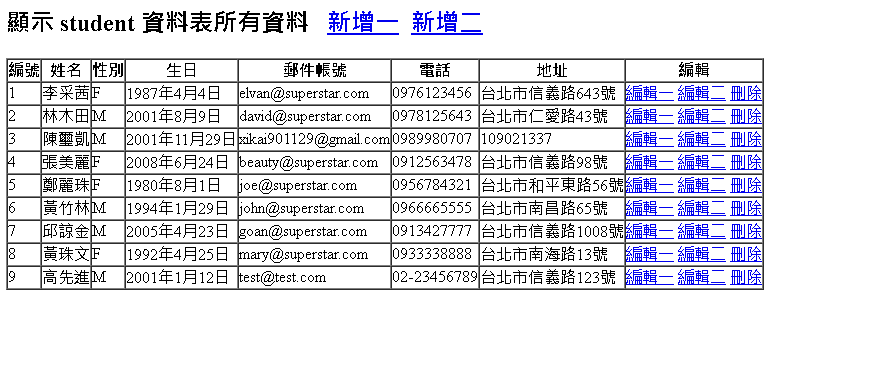 顯示 student 資料表所有資料 新增一 新增二
編號 姓名 性別 生日 郵件帳號 電話 地址 編輯
1 李采茜 F 1987年4月4日 elvan@superstar.com 0976123456 台北市信義路643號 編輯一 編輯二 刪除
2 林木田 M 2001年8月9日 david@superstar.com 0978125643 台北市仁愛路43號 編輯一 編輯二 刪除
3 陳璽凱 M 2001年11月29日 xikai901129@gmail.com 0989980707 109021337 編輯一 編輯二 刪除
4 張美麗 F 2008年6月24日 beauty@superstar.com 0912563478 台北市信義路98號 編輯一 編輯二 刪除
5 鄭麗珠 F 1980年8月1日 joe@superstar.com 0956784321 台北市和平東路56號 編輯一 編輯二 刪除
6 黃竹林 M 1994年1月29日 john@superstar.com 0966665555 台北市南昌路65號 編輯一 編輯二 刪除
7 邱諒金 M 2005年4月23日 goan@superstar.com 0913427777 台北市信義路1008號 編輯一 編輯二 刪除
8 黃珠文 F 1992年4月25日 mary@superstar.com 0933338888 台北市南海路13號 編輯一 編輯二 刪除
9 高先進 M 2001年1月12日 test@test.com 02-23456789 台北市信義路123號 編輯一 編輯二 刪除